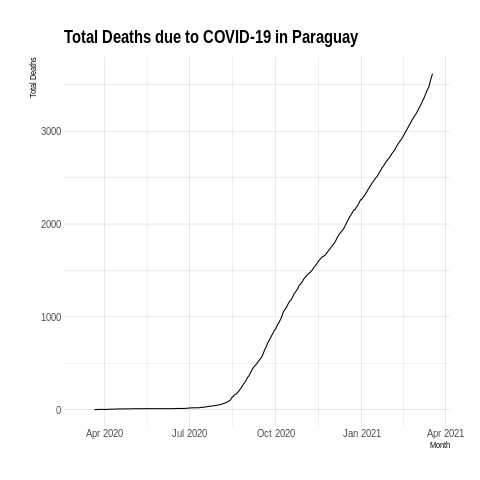 Total Deaths due to COVID-19 in Paraguay
Total Deaths
3000
2000
1000
0
Apr 2020 Jul 2020 Oct 2020 Jan 2021 Apr 2021
Month